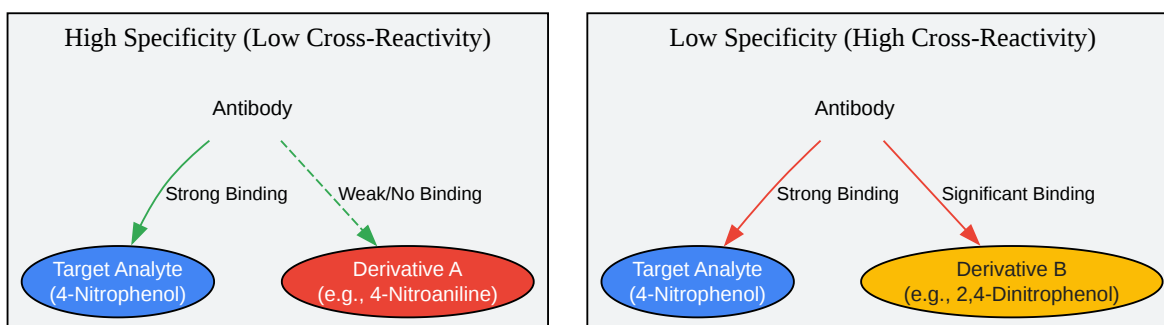 High Specificity (Low Cross-Reactivity)
Antibody
Strong Binding
Weak/No Binding
Target Analyte
(4-Nitrophenol)
Derivative A
(e.g., 4-Nitroaniline)
Low Specificity (High Cross-Reactivity)
Antibody
Strong Binding
Significant Binding
Target Analyte
(4-Nitrophenol)
Derivative B
(e.g., 2,4-Dinitrophenol)